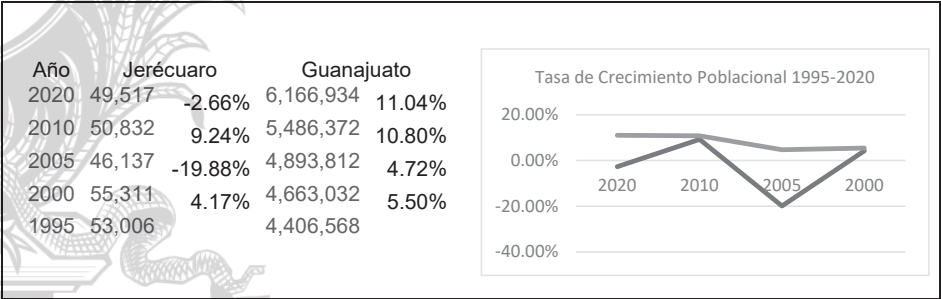 Año Jerécuaro Guanajuato
2020 49,517 -2.66% 6,166,934 11.04%
2010 50,832 9.24% 5,486,372 10.80%
2005 46,137 -19.88% 4,893,812 4.72%
2000 55,311 4.17% 4,663,032 5.50%
1995 53,006 4,406,568
Tasa de Crecimiento Poblacional 1995-2020
20.00%
0.00%
2020 2010 2005 2000
-20.00%
-40.00%